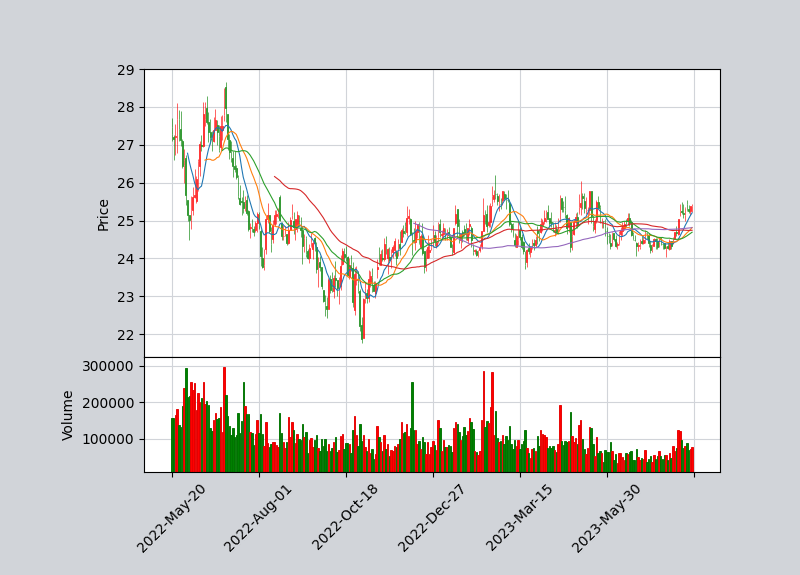 29
28
27
26
25
24
23
22
Price
300000
200000
100000
Volume
2022-May-20
2022-Aug-01
2022-Oct-18
2022-Dec-27
2023-Mar-15
2023-May-30